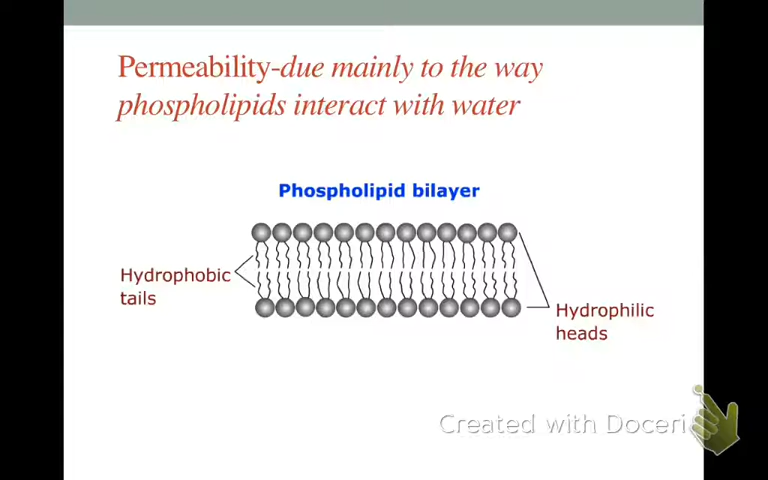 Permeability-due mainly to the way
phospholipids interact with water
Phospholipid bilayer
Hydrophobic
tails
Hydrophilic
heads
Created with Doceri